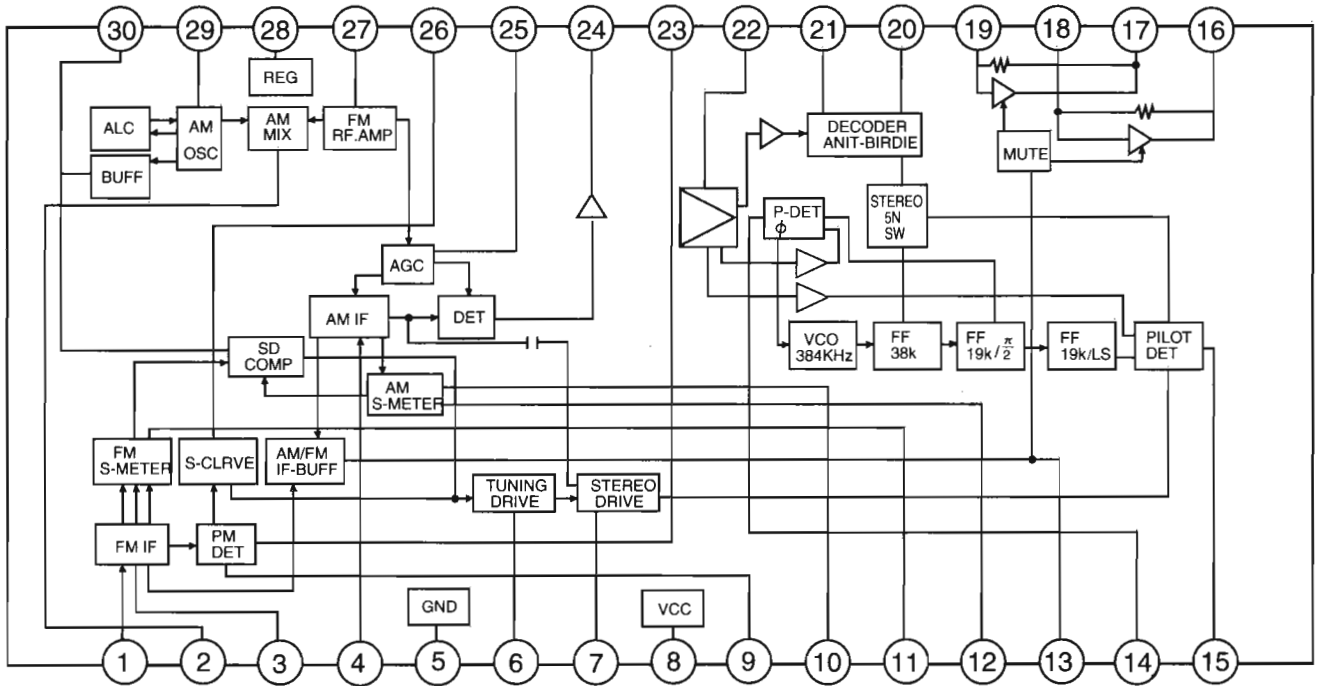 30 29 28 27 26 25 24 23 22 21 20 19 18 17 16
REG
ALC
AM
OSC
AM
MIX
FM
RF.AMP
BUFF
DECODER
ANIT-BIRDIE
MUTE
STEREO
5N
SW
P-DET
ϕ
AGC
AM IF
DET
SD
COMP
VCO
384KHz
FF
38k
FF
19k/π/2
FF
19k/LS
PILOT
DET
AM
S-METER
FM
S-METER
S-CLRVE
AM/FM
IF-BUFF
TUNING
DRIVE
STEREO
DRIVE
FM IF
PM
DET
GND
VCC
1 2 3 4 5 6 7 8 9 10 11 12 13 14 15